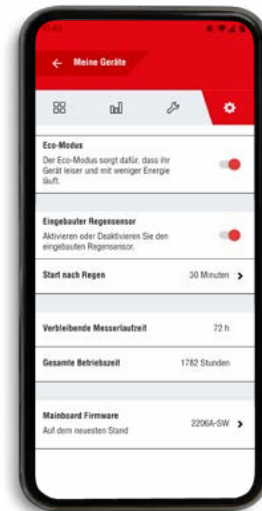 Meine Geräte
Eco-Modus
Der Eco-Modus sorgt dafür, dass ihr
Gerät leiser und mit weniger Energie
läuft.
Eingebauter Regensensor
Aktivieren oder Deaktivieren Sie den
eingebauten Regensensor.
Start nach Regen 30 Minuten
Verbleibende Messerlaufzeit 72 h
Gesamte Betriebszeit 1782 Stunden
Mainboard Firmware
Auf dem neuesten Stand 2206A-SW